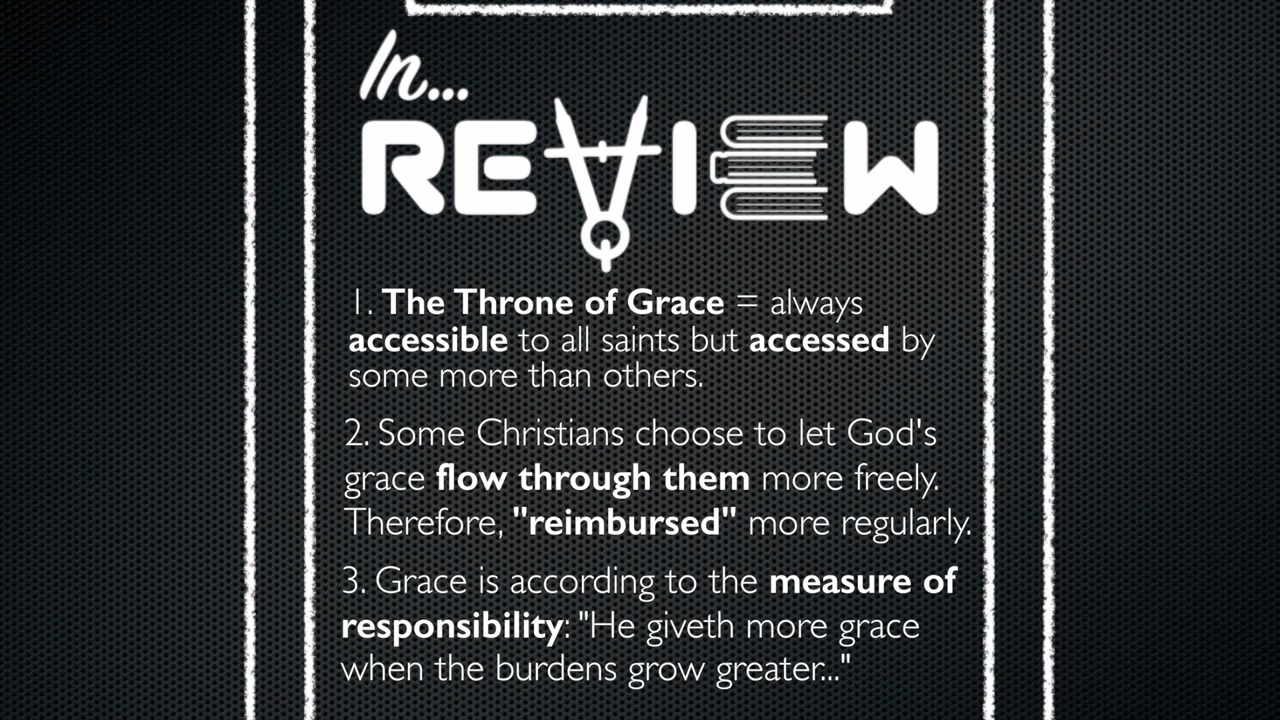 In...
REVIEW
1. The Throne of Grace = always
accessible to all saints but accessed by
some more than others.
2. Some Christians choose to let God's
grace flow through them more freely.
Therefore, "reimbursed" more regularly.
3. Grace is according to the measure of
responsibility: "He giveth more grace
when the burdens grow greater..."